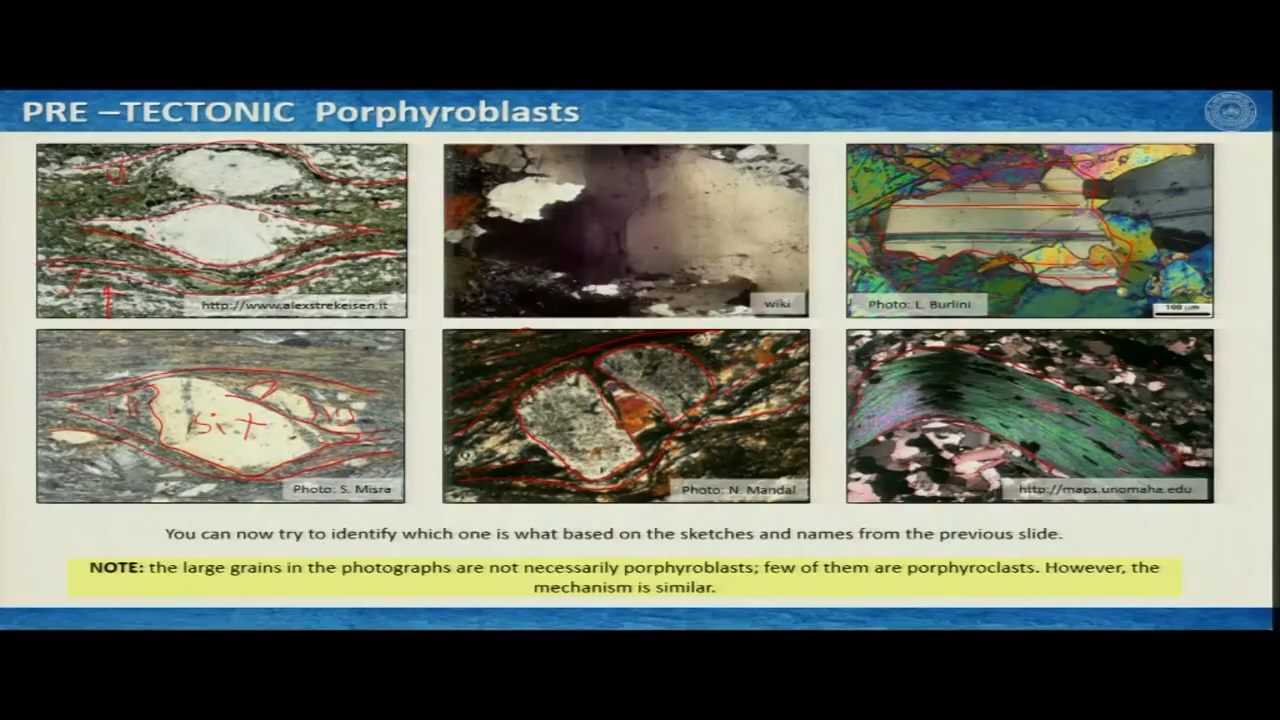 PRE –TECTONIC Porphyroblasts
http://www.alexstrekeisen.it
wiki
Photo: L. Burlini
100 µm
Photo: S. Misra
Photo: N. Mandal
http://maps.unomaha.edu
You can now try to identify which one is what based on the sketches and names from the previous slide.
NOTE: the large grains in the photographs are not necessarily porphyroblasts; few of them are porphyroclasts. However, the
mechanism is similar.